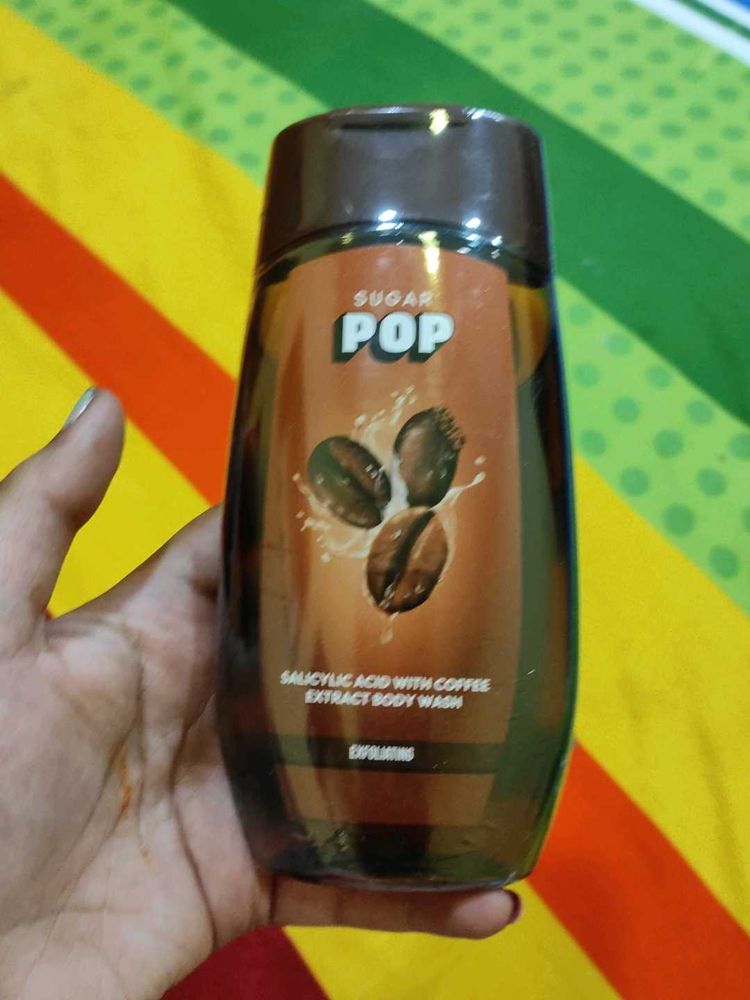 SUGAR
POP
SALICYLIC ACID WITH COFFEE
EXTRACT BODY WASH
EXFOLIATING